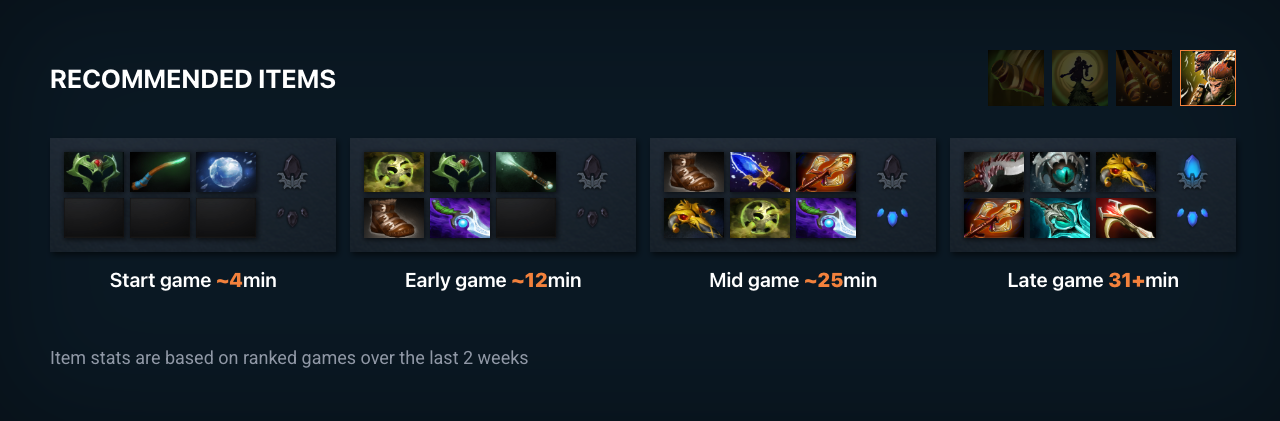 RECOMMENDED ITEMS
Start game ~4min
Early game ~12min
Mid game ~25min
Late game 31+min
Item stats are based on ranked games over the last 2 weeks